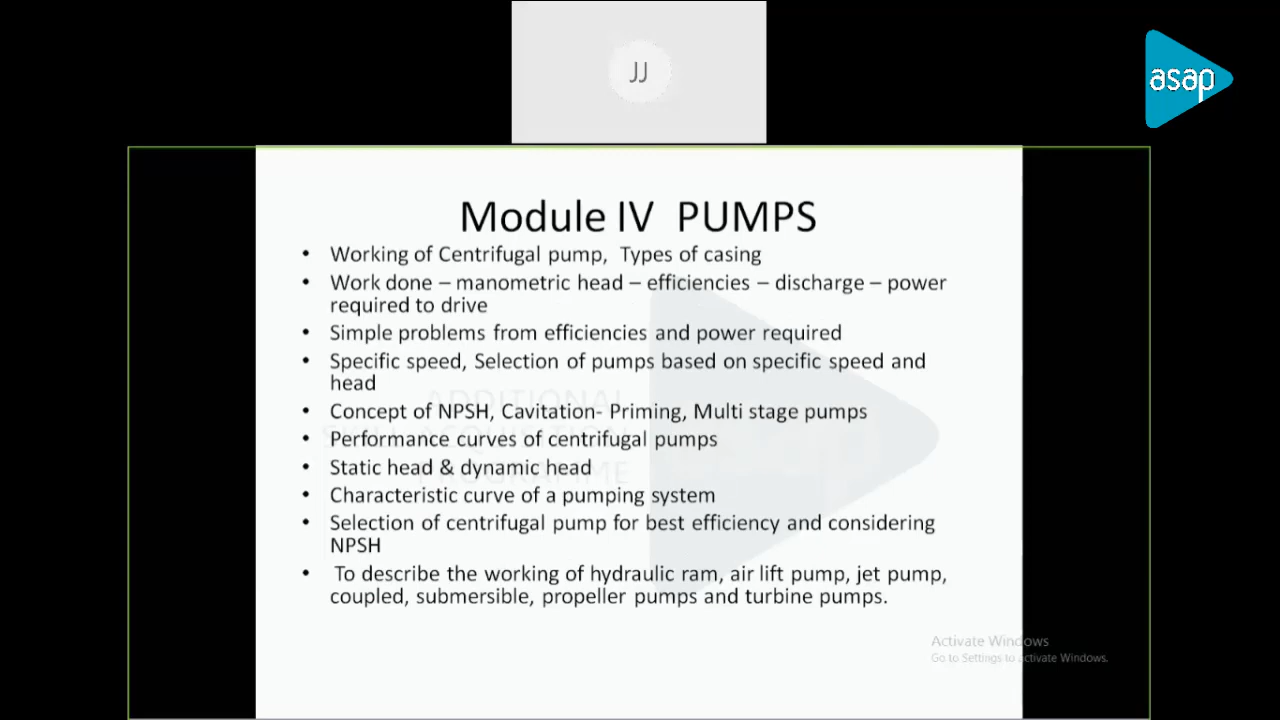 JJ
asap
Module IV PUMPS
• Working of Centrifugal pump, Types of casing
• Work done – manometric head – efficiencies – discharge – power
required to drive
• Simple problems from efficiencies and power required
• Specific speed, Selection of pumps based on specific speed and
head
• Concept of NPSH, Cavitation- Priming, Multi stage pumps
• Performance curves of centrifugal pumps
• Static head & dynamic head
• Characteristic curve of a pumping system
• Selection of centrifugal pump for best efficiency and considering
NPSH
• To describe the working of hydraulic ram, air lift pump, jet pump,
coupled, submersible, propeller pumps and turbine pumps.
ADDITIONAL
SKILL ACQUISITION
PROGRAMME
Activate Windows
Go to Settings to activate Windows.